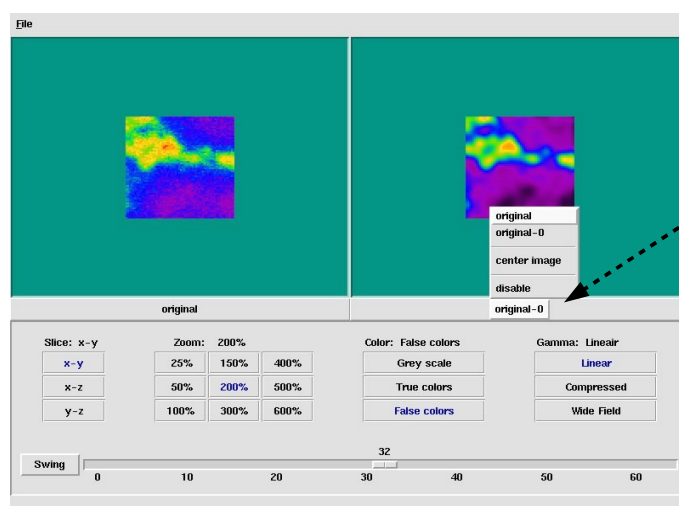 File
original
original-0
center image
disable
original original-0
Slice: x-y Zoom: 200% Color: False colors Gamma: Lineair
x-y 25% 150% 400% Grey scale Linear
x-z 50% 200% 500% True colors Compressed
y-z 100% 300% 600% False colors Wide Field
32
Swing
0 10 20 30 40 50 60